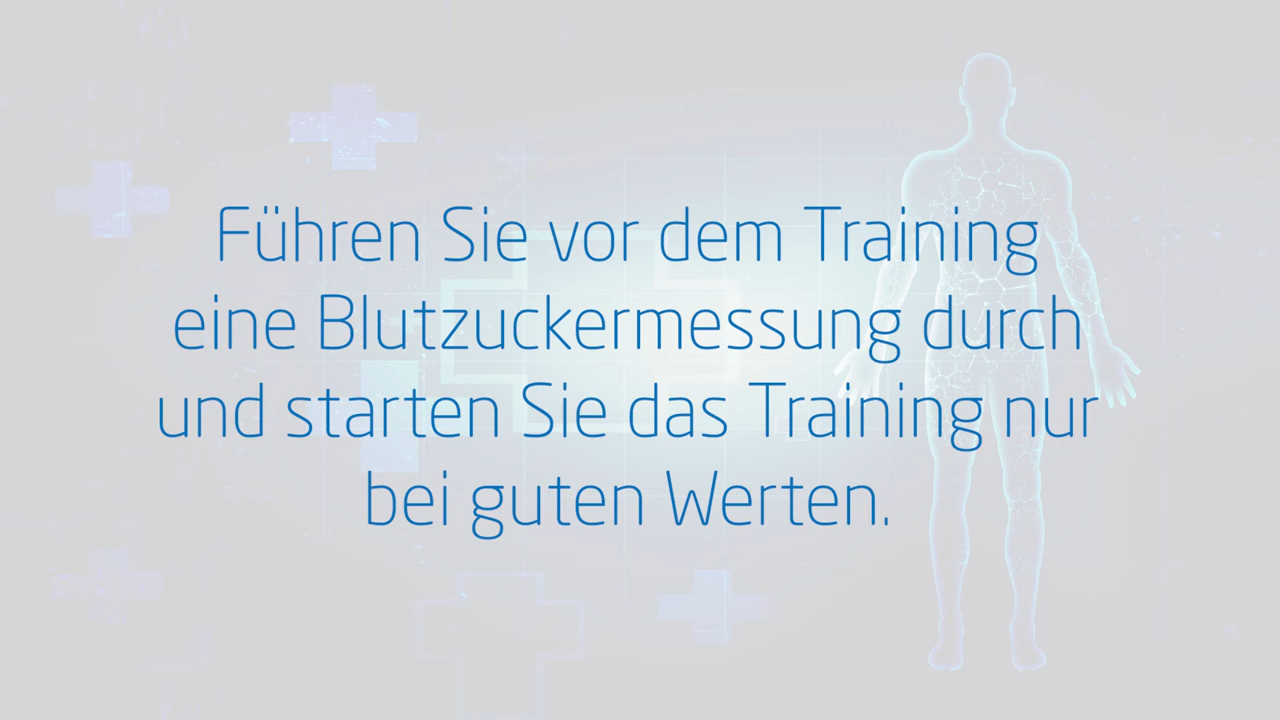 Führen Sie vor dem Training
eine Blutzuckermessung durch
und starten Sie das Training nur
bei guten Werten.